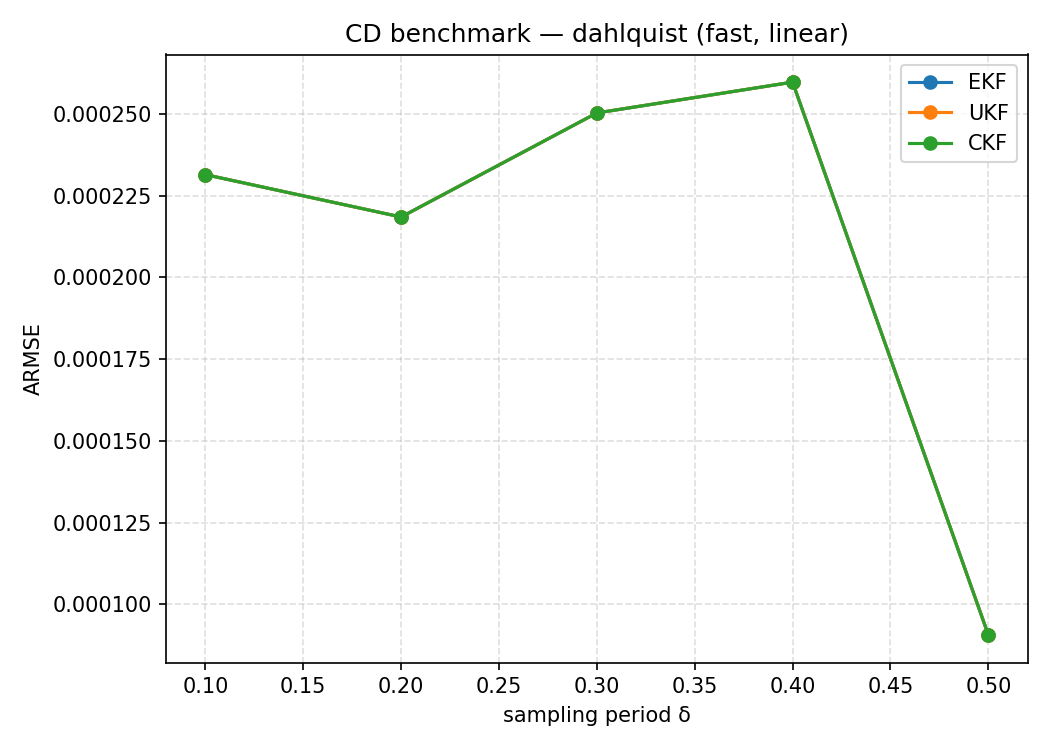 CD benchmark — dahlquist (fast, linear)
EKF
UKF
CKF
ARMSE
0.000250
0.000225
0.000200
0.000175
0.000150
0.000125
0.000100
0.10 0.15 0.20 0.25 0.30 0.35 0.40 0.45 0.50
sampling period δ